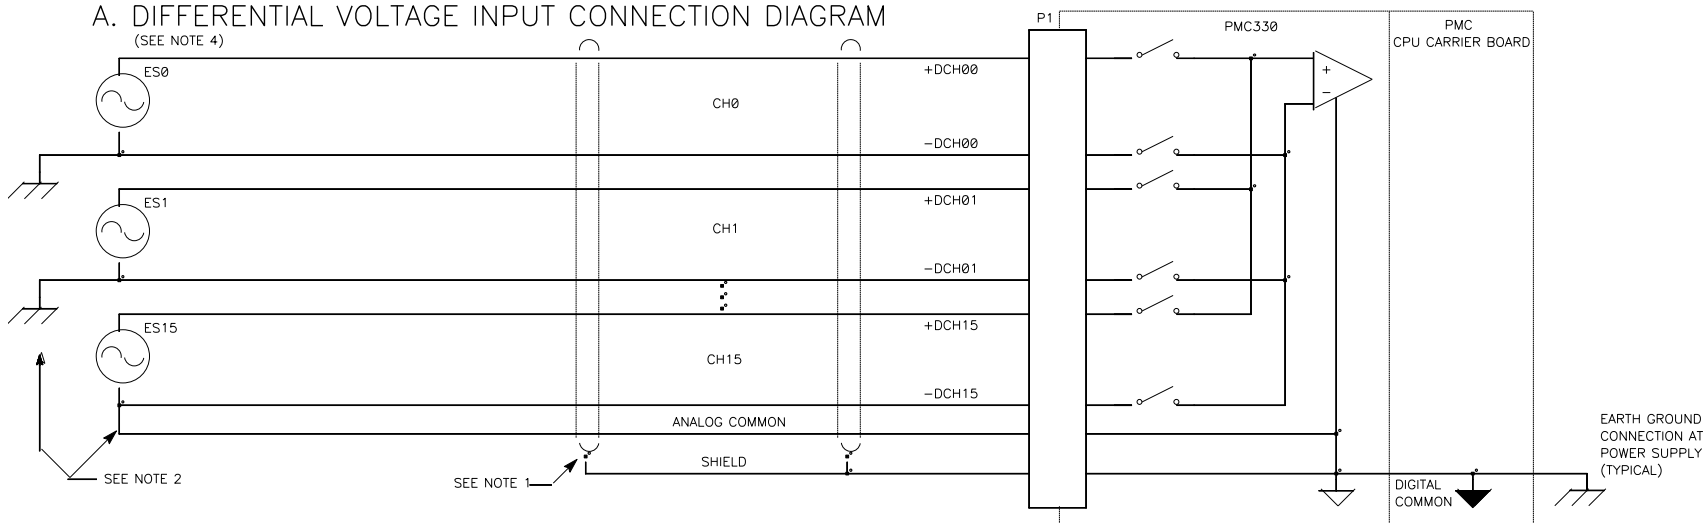 A. DIFFERENTIAL VOLTAGE INPUT CONNECTION DIAGRAM
(SEE NOTE 4)
P1
PMC330
PMC
CPU CARRIER BOARD
ES0
+DCH00
+
−
CH0
−DCH00
ES1
+DCH01
CH1
−DCH01
ES15
+DCH15
CH15
−DCH15
ANALOG COMMON
SHIELD
SEE NOTE 2
SEE NOTE 1
DIGITAL
COMMON
EARTH GROUND
CONNECTION AT
POWER SUPPLY
(TYPICAL)